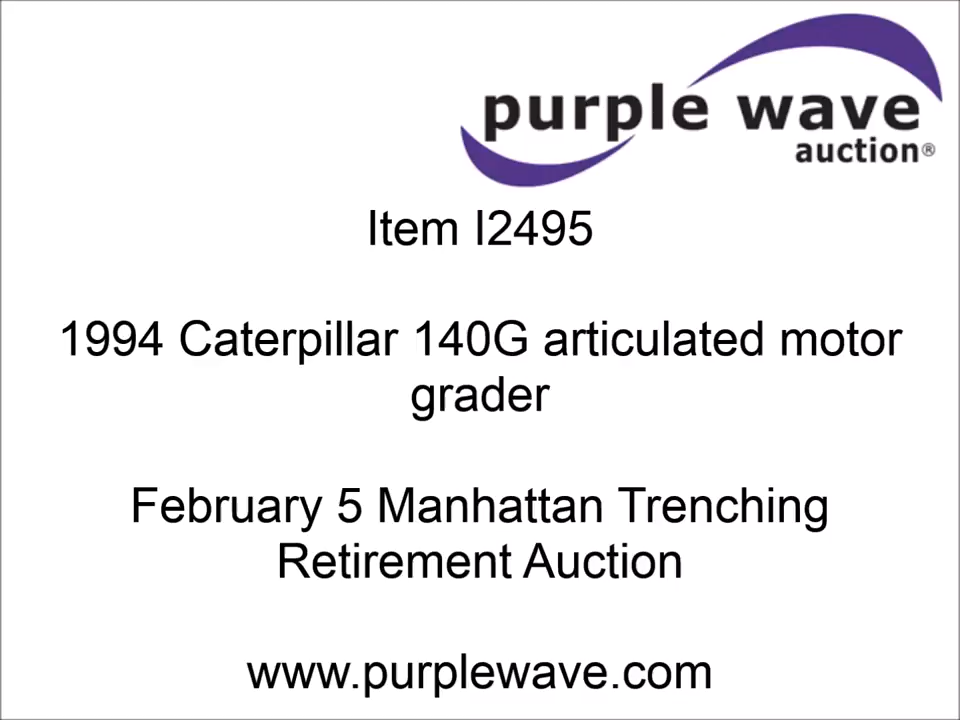 purple wave
auction®
Item I2495
1994 Caterpillar 140G articulated motor
grader
February 5 Manhattan Trenching
Retirement Auction
www.purplewave.com